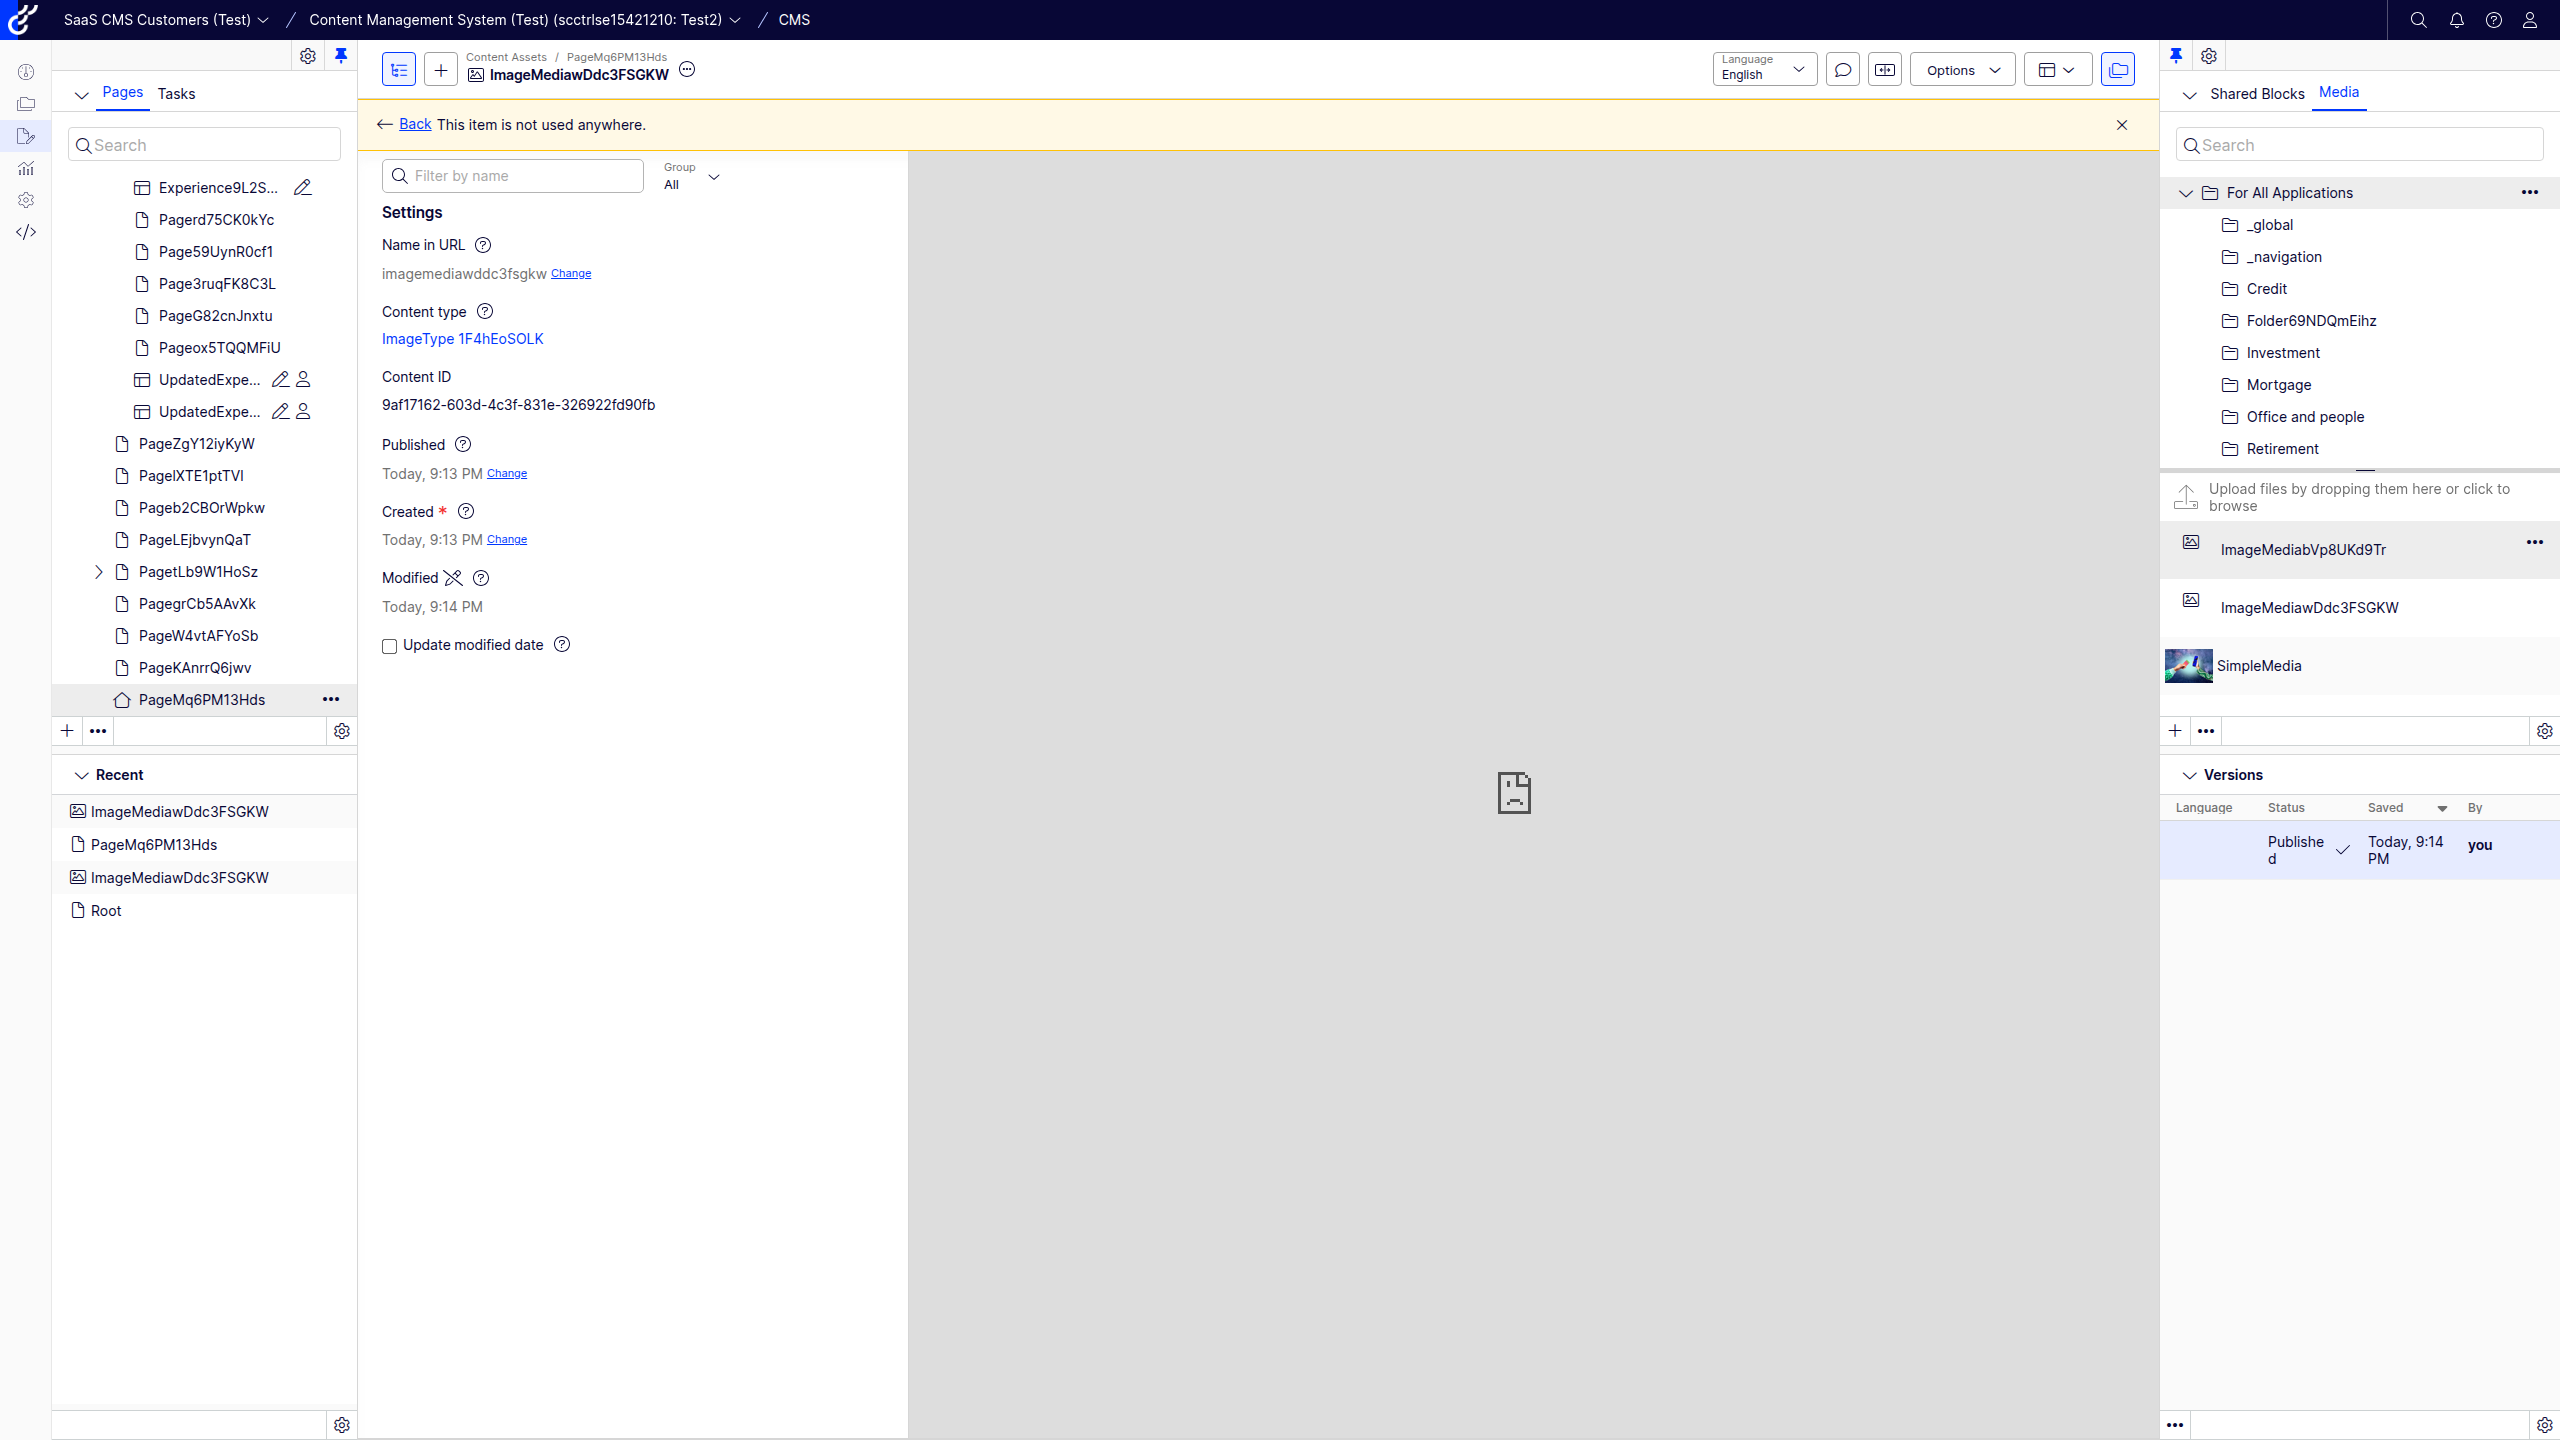 SaaS CMS Customers (Test)
Content Management System (Test) (scctrlse15421210: Test2)
CMS
Pages
Tasks
Search
Experience9L2S...
Pagerd75CK0kYc
Page59UynR0cf1
Page3ruqFK8C3L
PageG82cnJnxtu
Pageox5TQQMFiU
UpdatedExpe...
UpdatedExpe...
PageZgY12iyKyW
PagelXTE1ptTVl
Pageb2CBOrWpkw
PageLEjbvynQaT
PagetLb9W1HoSz
PagegrCb5AAvXk
PageW4vtAFYoSb
PageKAnrrQ6jwv
PageMq6PM13Hds
Recent
ImageMediawDdc3FSGKW
PageMq6PM13Hds
ImageMediawDdc3FSGKW
Root
Content Assets / PageMq6PM13Hds
ImageMediawDdc3FSGKW
Language
English
Options
Back This item is not used anywhere.
Filter by name
Group
All
Settings
Name in URL
imagemediawddc3fsgkw Change
Content type
ImageType 1F4hEoSOLK
Content ID
9af17162-603d-4c3f-831e-326922fd90fb
Published
Today, 9:13 PM Change
Created *
Today, 9:13 PM Change
Modified
Today, 9:14 PM
Update modified date
Shared Blocks
Media
Search
For All Applications
_global
_navigation
Credit
Folder69NDQmEihz
Investment
Mortgage
Office and people
Retirement
Upload files by dropping them here or click to
browse
ImageMediabVp8UKd9Tr
ImageMediawDdc3FSGKW
SimpleMedia
Versions
Language Status Saved By
Publishe
d
Today, 9:14
PM
you